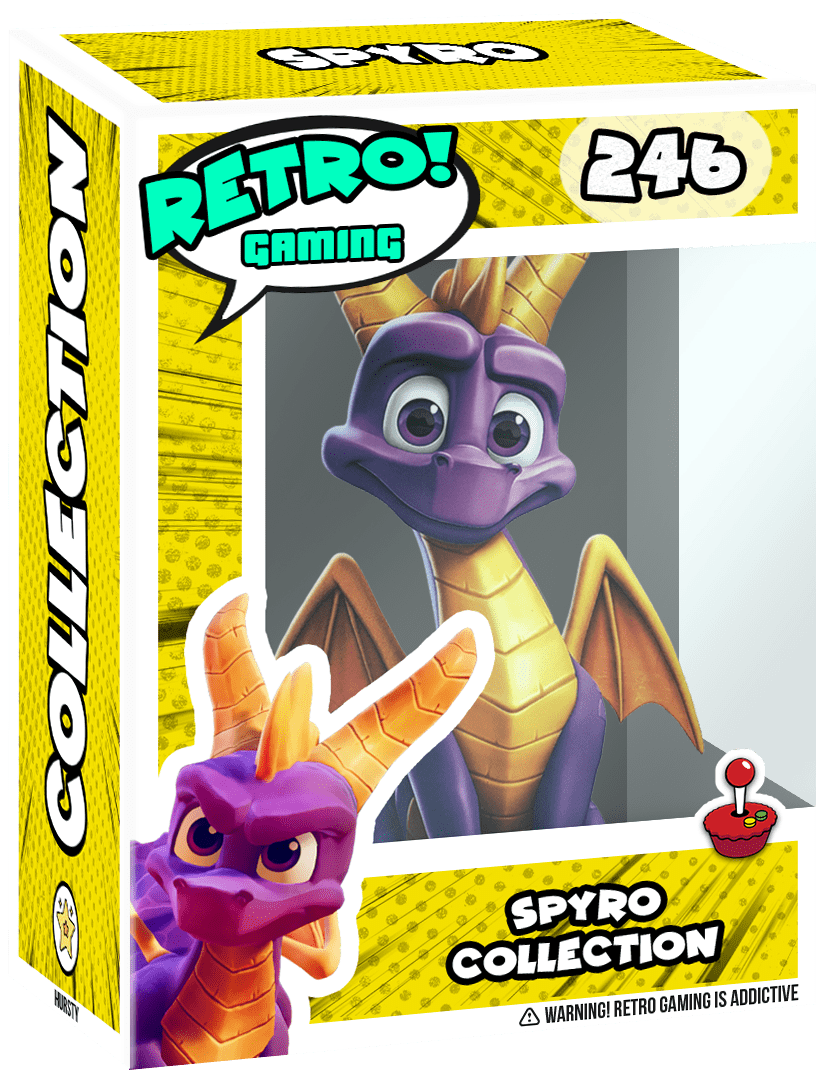 SPYRO
RETRO!
GAMING
246
COLLECTION
SPYRO
COLLECTION
WARNING! RETRO GAMING IS ADDICTIVE
HURSTY